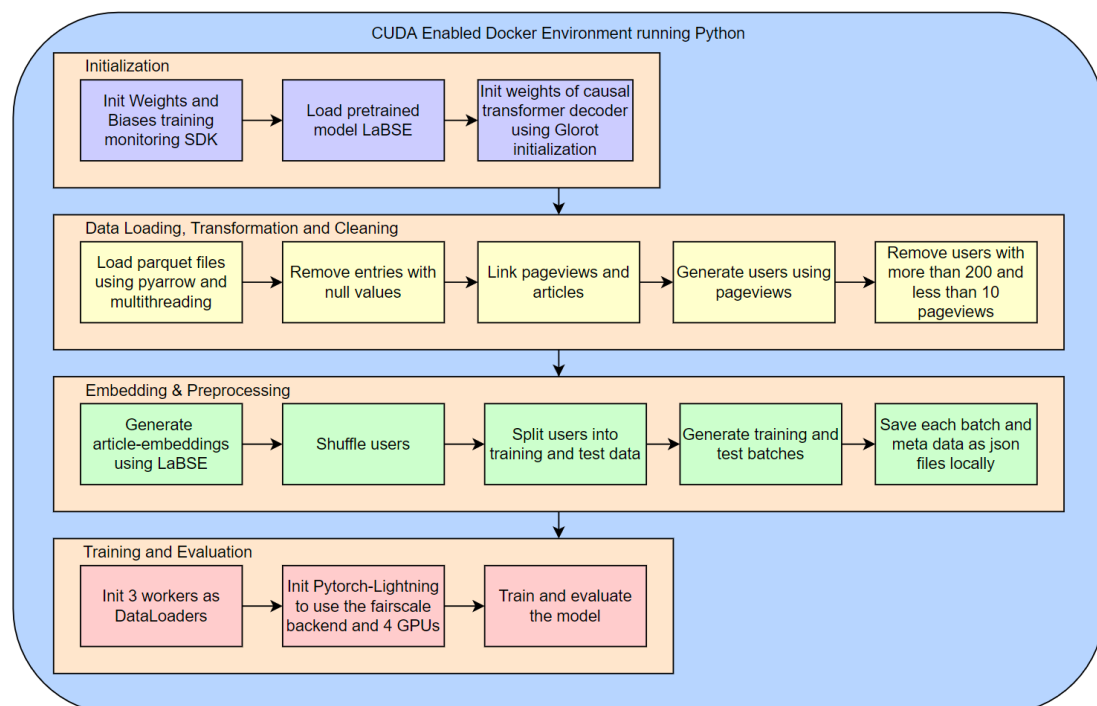 CUDA Enabled Docker Environment running Python
Initialization
Init Weights and
Biases training
monitoring SDK
Load pretrained
model LaBSE
Init weights of causal
transformer decoder
using Glorot
initialization
Data Loading, Transformation and Cleaning
Load parquet files
using pyarrow and
multithreading
Remove entries with
null values
Link pageviews and
articles
Generate users using
pageviews
Remove users with
more than 200 and
less than 10
pageviews
Embedding & Preprocessing
Generate
article-embeddings
using LaBSE
Shuffle users
Split users into
training and test data
Generate training and
test batches
Save each batch and
meta data as json
files locally
Training and Evaluation
Init 3 workers as
DataLoaders
Init Pytorch-Lightning
to use the fairscale
backend and 4 GPUs
Train and evaluate
the model